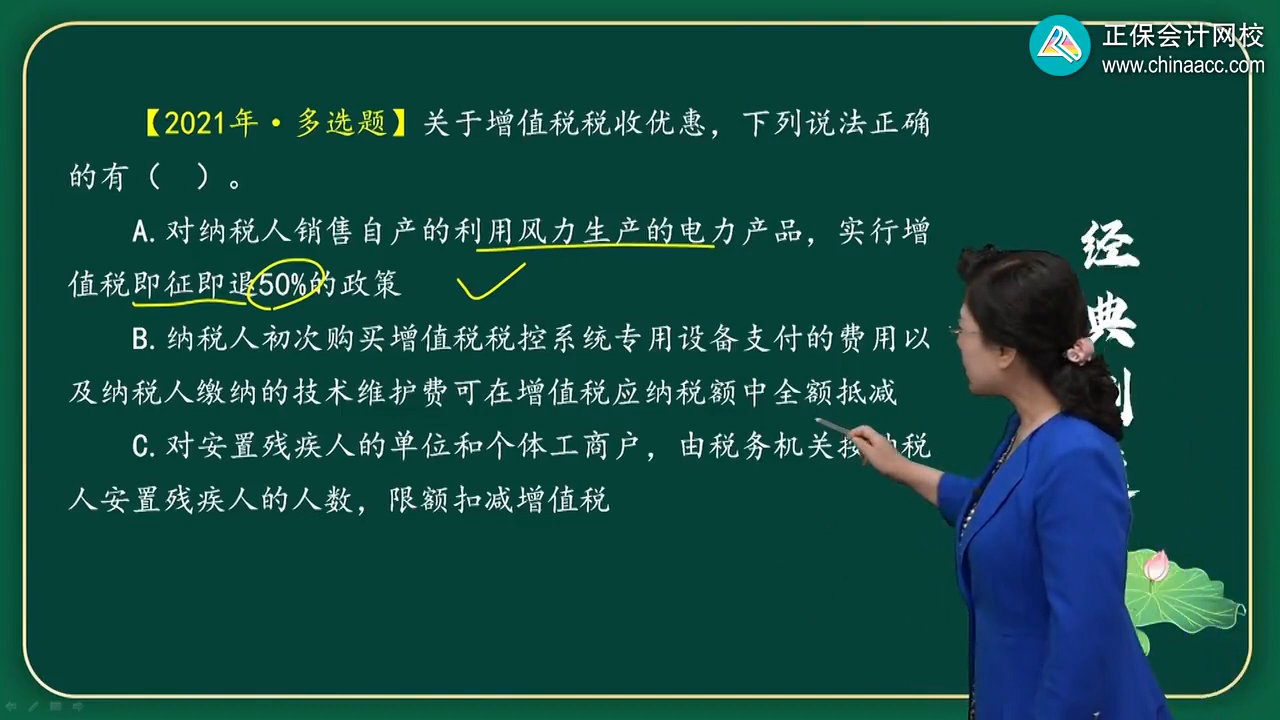 正保会计网校
www.chinaacc.com
【2021年·多选题】关于增值税税收优惠，下列说法正确
的有（ ）。
A. 对纳税人销售自产的利用风力生产的电力产品，实行增
值税即征即退50%的政策
B. 纳税人初次购买增值税税控系统专用设备支付的费用以
及纳税人缴纳的技术维护费可在增值税应纳税额中全额抵减
C. 对安置残疾人的单位和个体工商户，由税务机关按纳税
人安置残疾人的人数，限额扣减增值税
经典